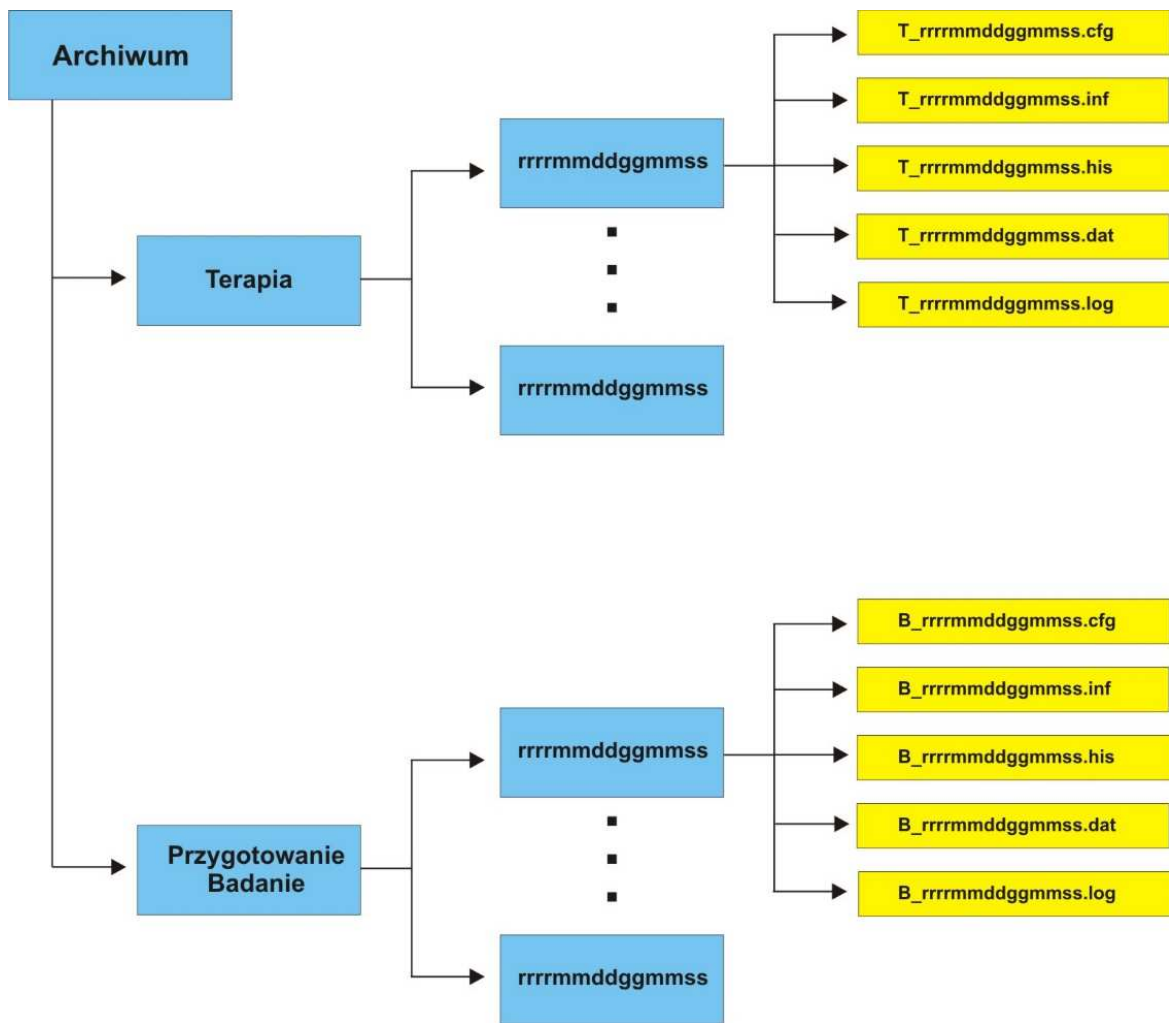 Archiwum
Terapia
rrrrmmddggmmss
rrrrmmddggmmss
T_rrrrmmddggmmss.cfg
T_rrrrmmddggmmss.inf
T_rrrrmmddggmmss.his
T_rrrrmmddggmmss.dat
T_rrrrmmddggmmss.log
Przygotowanie
Badanie
rrrrmmddggmmss
rrrrmmddggmmss
B_rrrrmmddggmmss.cfg
B_rrrrmmddggmmss.inf
B_rrrrmmddggmmss.his
B_rrrrmmddggmmss.dat
B_rrrrmmddggmmss.log